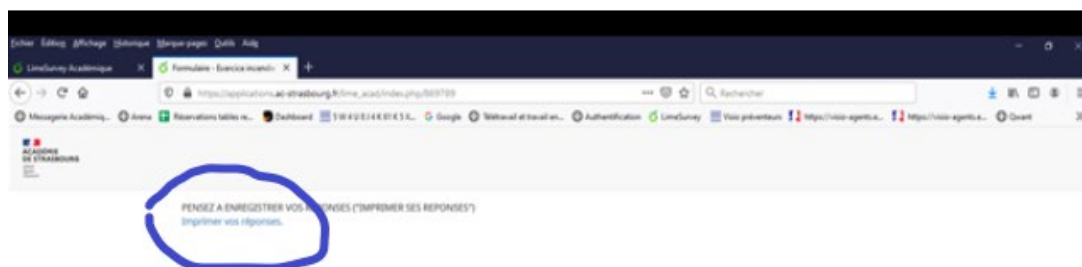 Fichier Édition Affichage Historique Marque-pages Outils Aide
LimeSurvey Académique
Formulaire - Exercice incendie
https://applications.ac-strasbourg.fr/lime_acad/index.php/869789
Rechercher
Messagerie Académiq... Arena Réservations tables re... Dashboard Google Télétravail et travail en... Authentification LimeSurvey Visio préventeurs https://visio-agents.e... https://visio-agents.e... Qwant
ACADÉMIE
DE STRASBOURG
PENSEZ A ENREGISTRER VOS REPONSES ("IMPRIMER SES REPONSES")
Imprimer vos réponses.